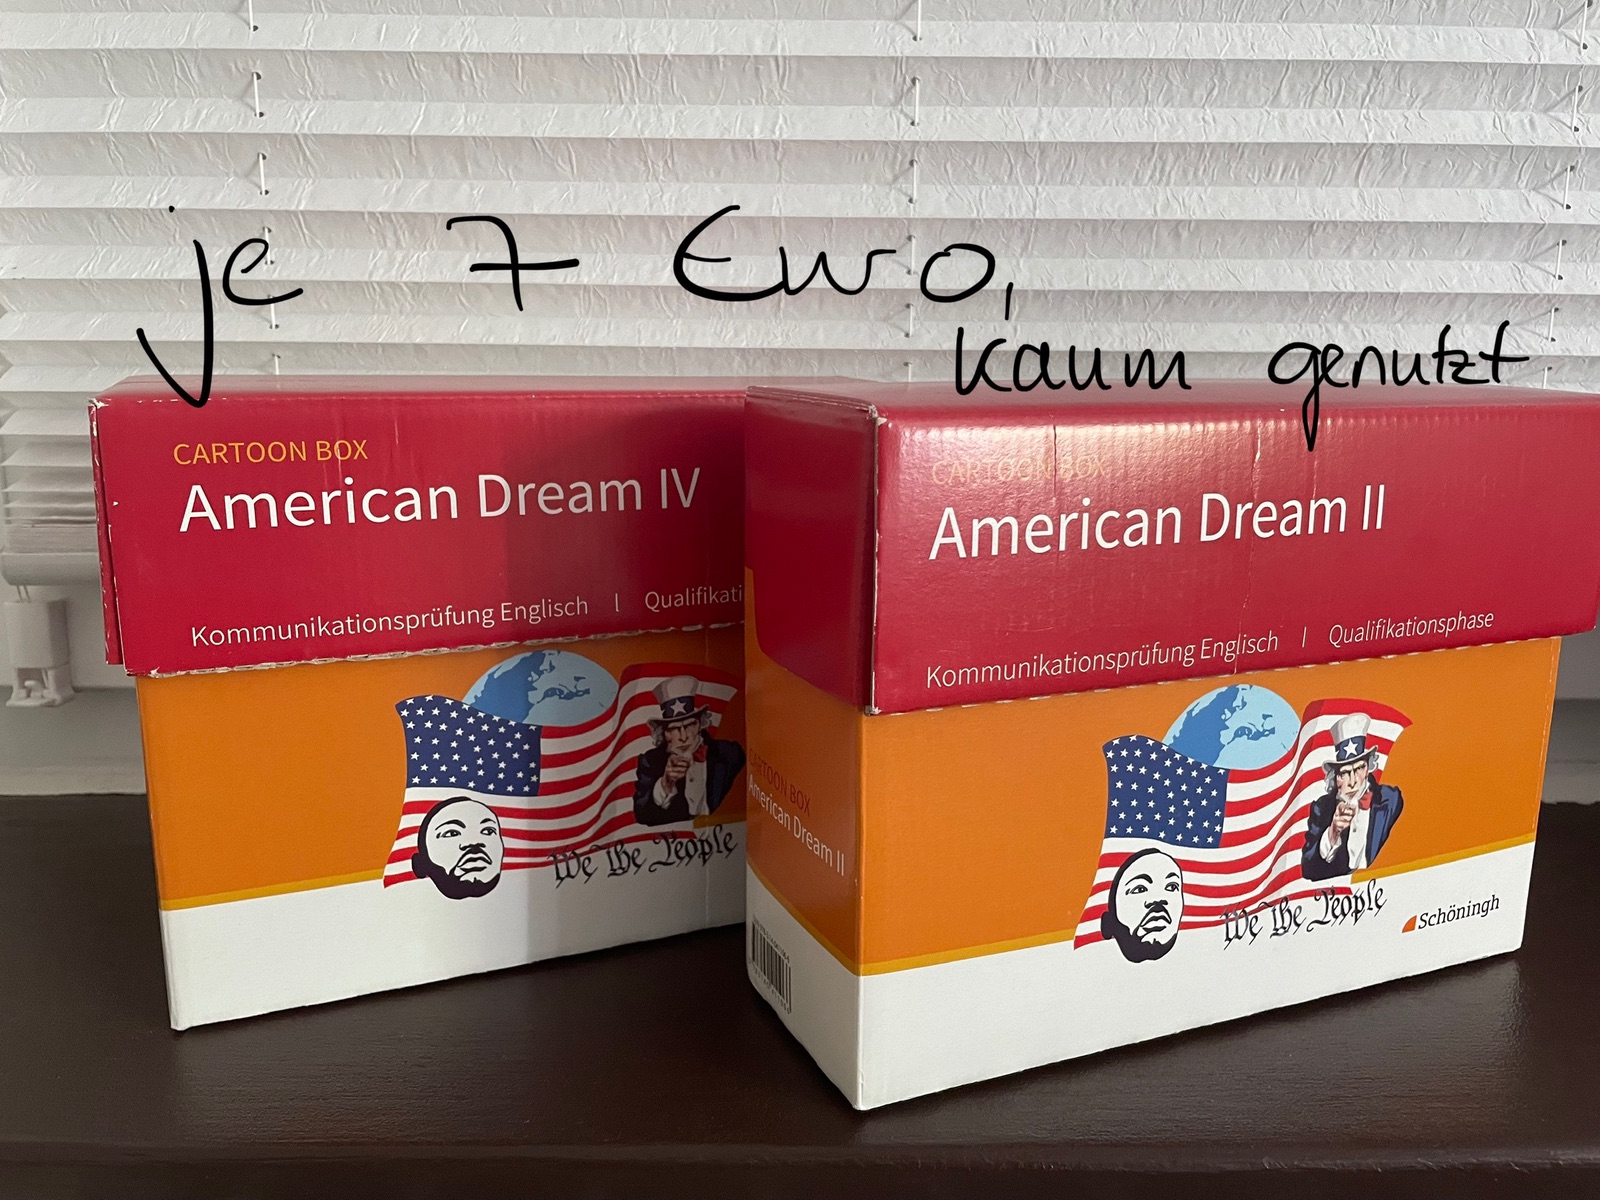 je 7 Euro,
kaum genutzt
CARTOON BOX
American Dream IV
Kommunikationsprüfung Englisch | Qualifikati
We the People
CARTOON BOX
American Dream II
Kommunikationsprüfung Englisch | Qualifikationsphase
We the People
Schöningh
CARTOON BOX
American Dream II